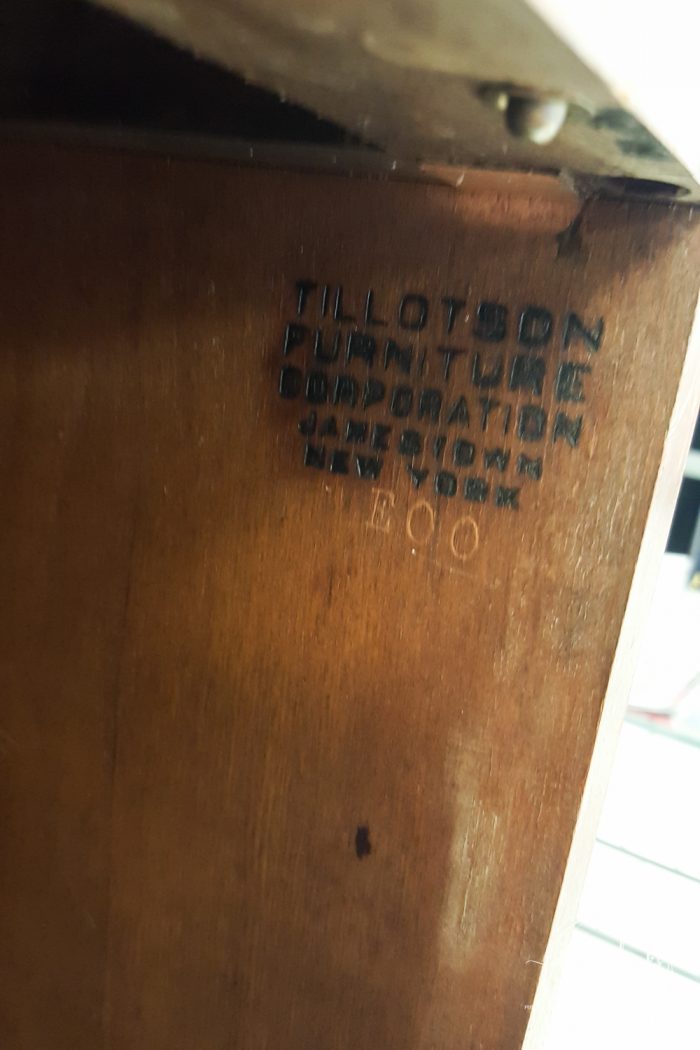 TILLOTSON
FURNITURE
CORPORATION
JAMESTOWN
NEW YORK
E00